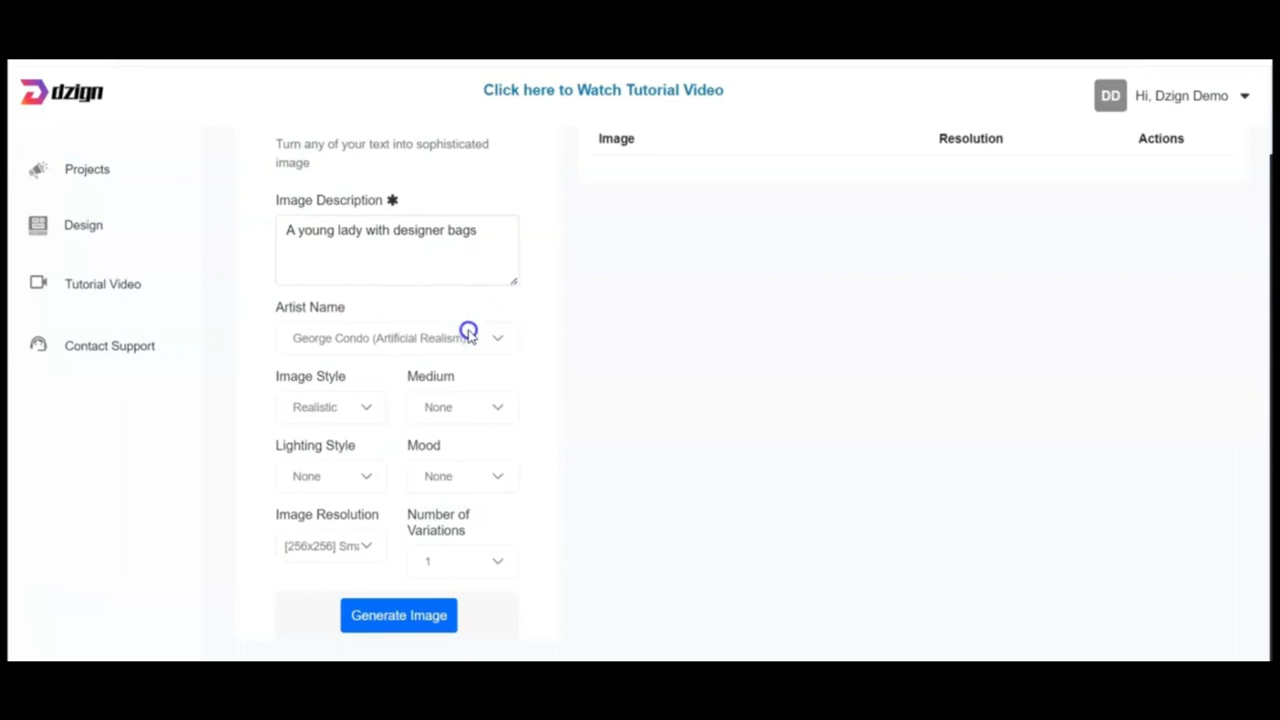 dzign
Click here to Watch Tutorial Video
DD Hi, Dzign Demo
Projects
Design
Tutorial Video
Contact Support
Turn any of your text into sophisticated
image
Image Description ✱
A young lady with designer bags
Artist Name
George Condo (Artificial Realism)
Image Style Medium
Realistic None
Lighting Style Mood
None None
Image Resolution Number of
Variations
[256x256] Sma
1
Generate Image
Image Resolution Actions